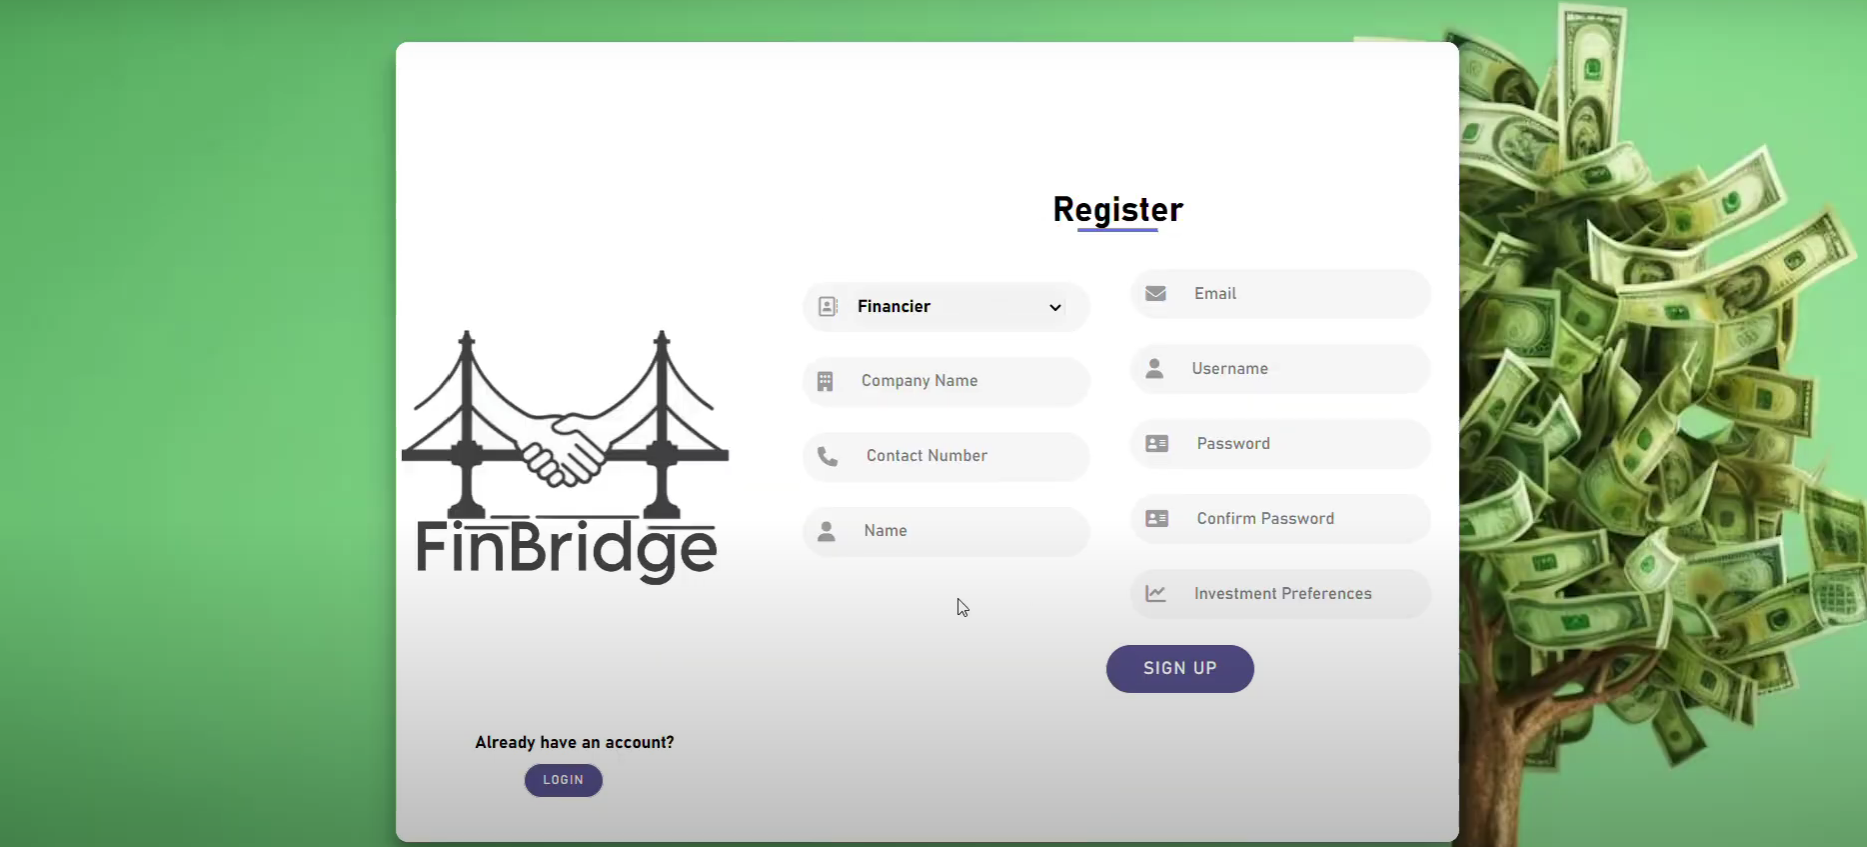 Register
Financier
Company Name
Contact Number
Name
Email
Username
Password
Confirm Password
Investment Preferences
SIGN UP
FinBridge
Already have an account?
LOGIN